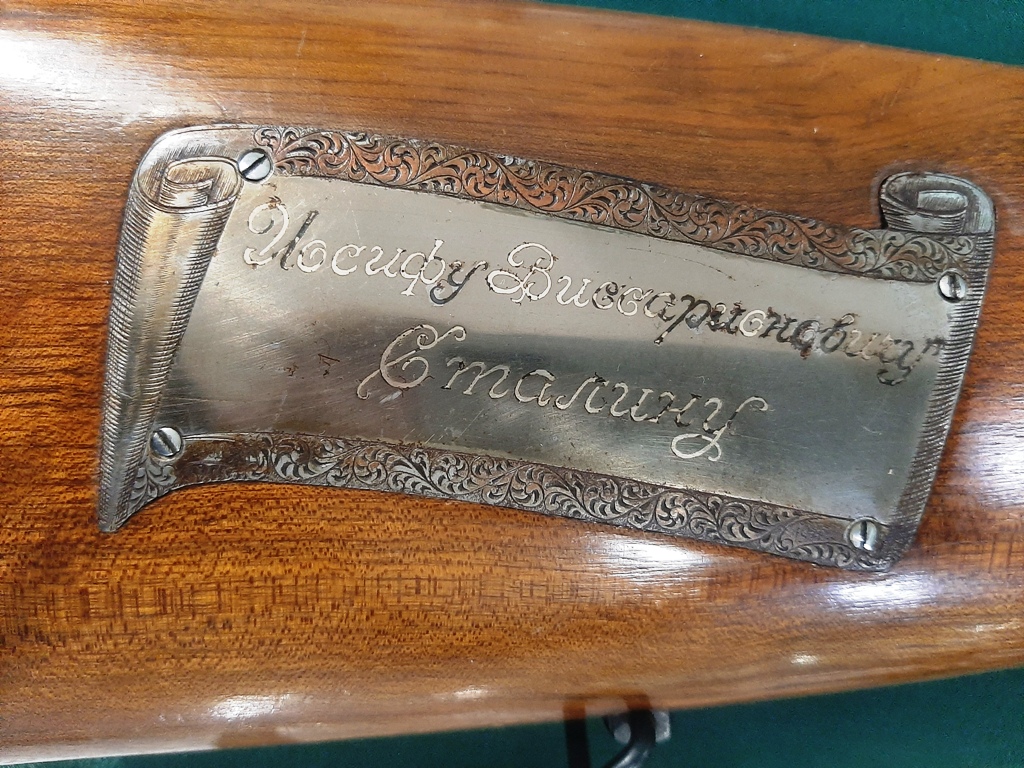 Иосифу Виссарионовичу
Сталину